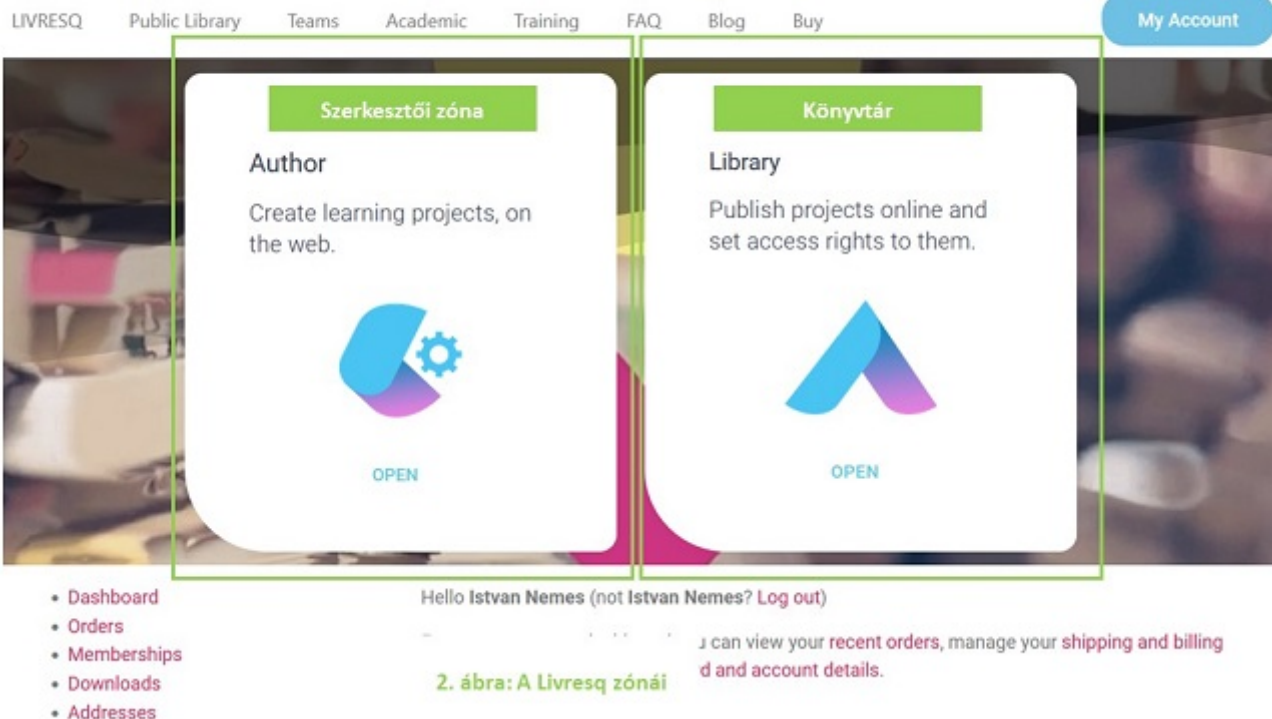 LIVRESQ Public Library Teams Academic Training FAQ Blog Buy My Account
Szerkesztői zóna
Author
Create learning projects, on
the web.
OPEN
Könyvtár
Library
Publish projects online and
set access rights to them.
OPEN
• Dashboard
• Orders
• Memberships
• Downloads
• Addresses
Hello Istvan Nemes (not Istvan Nemes? Log out)
can view your recent orders, manage your shipping and billing
and account details.
2. ábra: A Livresq zónái